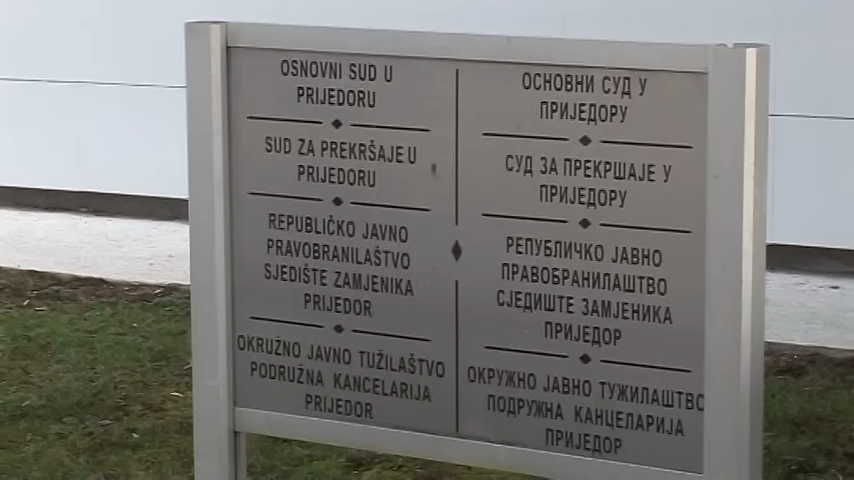 OSNOVNI SUD U
PRIJEDORU
SUD ZA PREKRŠAJE U
PRIJEDORU
REPUBLIČKO JAVNO
PRAVOBRANILAŠTVO
SJEDIŠTE ZAMJENIKA
PRIJEDOR
OKRUŽNO JAVNO TUŽILAŠTVO
PODRUŽNA KANCELARIJA
PRIJEDOR
ОСНОВНИ СУД У
ПРИЈЕДОРУ
СУД ЗА ПРЕКРШАЈЕ У
ПРИЈЕДОРУ
РЕПУБЛИЧКО ЈАВНО
ПРАВОБРАНИЛАШТВО
СЈЕДИШТЕ ЗАМЈЕНИКА
ПРИЈЕДОР
ОКРУЖНО ЈАВНО ТУЖИЛАШТВО
ПОДРУЖНА КАНЦЕЛАРИЈА
ПРИЈЕДОР